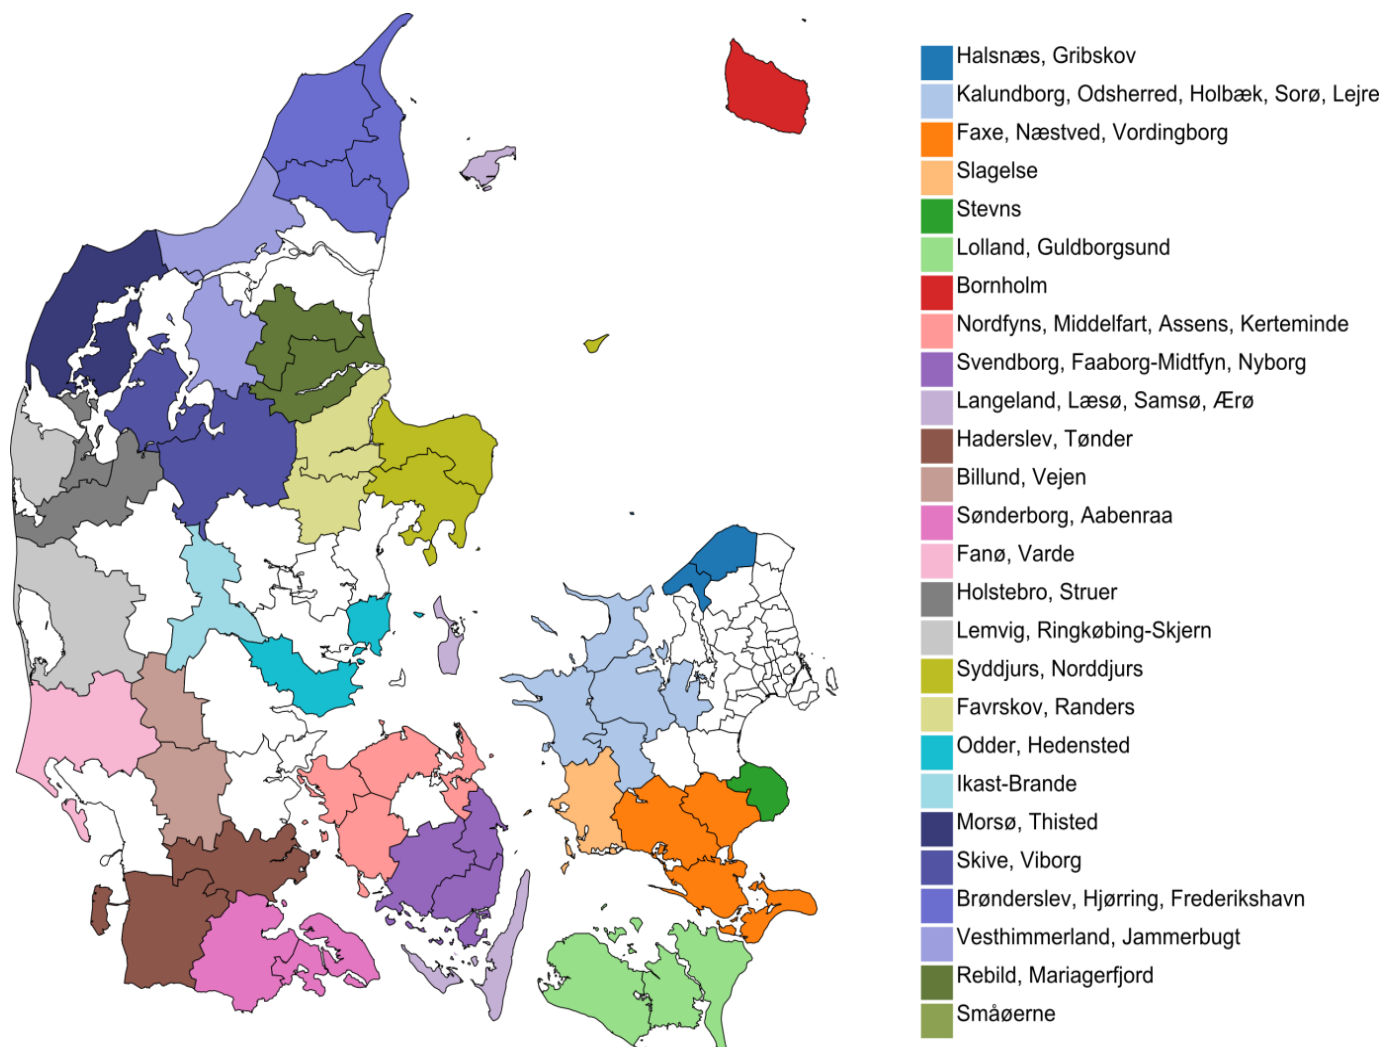 Halsnæs, Gribskov
Kalundborg, Odsherred, Holbæk, Sorø, Lejre
Faxe, Næstved, Vordingborg
Slagelse
Stevns
Lolland, Guldborgsund
Bornholm
Nordfyns, Middelfart, Assens, Kerteminde
Svendborg, Faaborg-Midtfyn, Nyborg
Langeland, Læsø, Samsø, Ærø
Haderslev, Tønder
Billund, Vejen
Sønderborg, Aabenraa
Fanø, Varde
Holstebro, Struer
Lemvig, Ringkøbing-Skjern
Syddjurs, Norddjurs
Favrskov, Randers
Odder, Hedensted
Ikast-Brande
Morsø, Thisted
Skive, Viborg
Brønderslev, Hjørring, Frederikshavn
Vesthimmerland, Jammerbugt
Rebild, Mariagerfjord
Småøerne